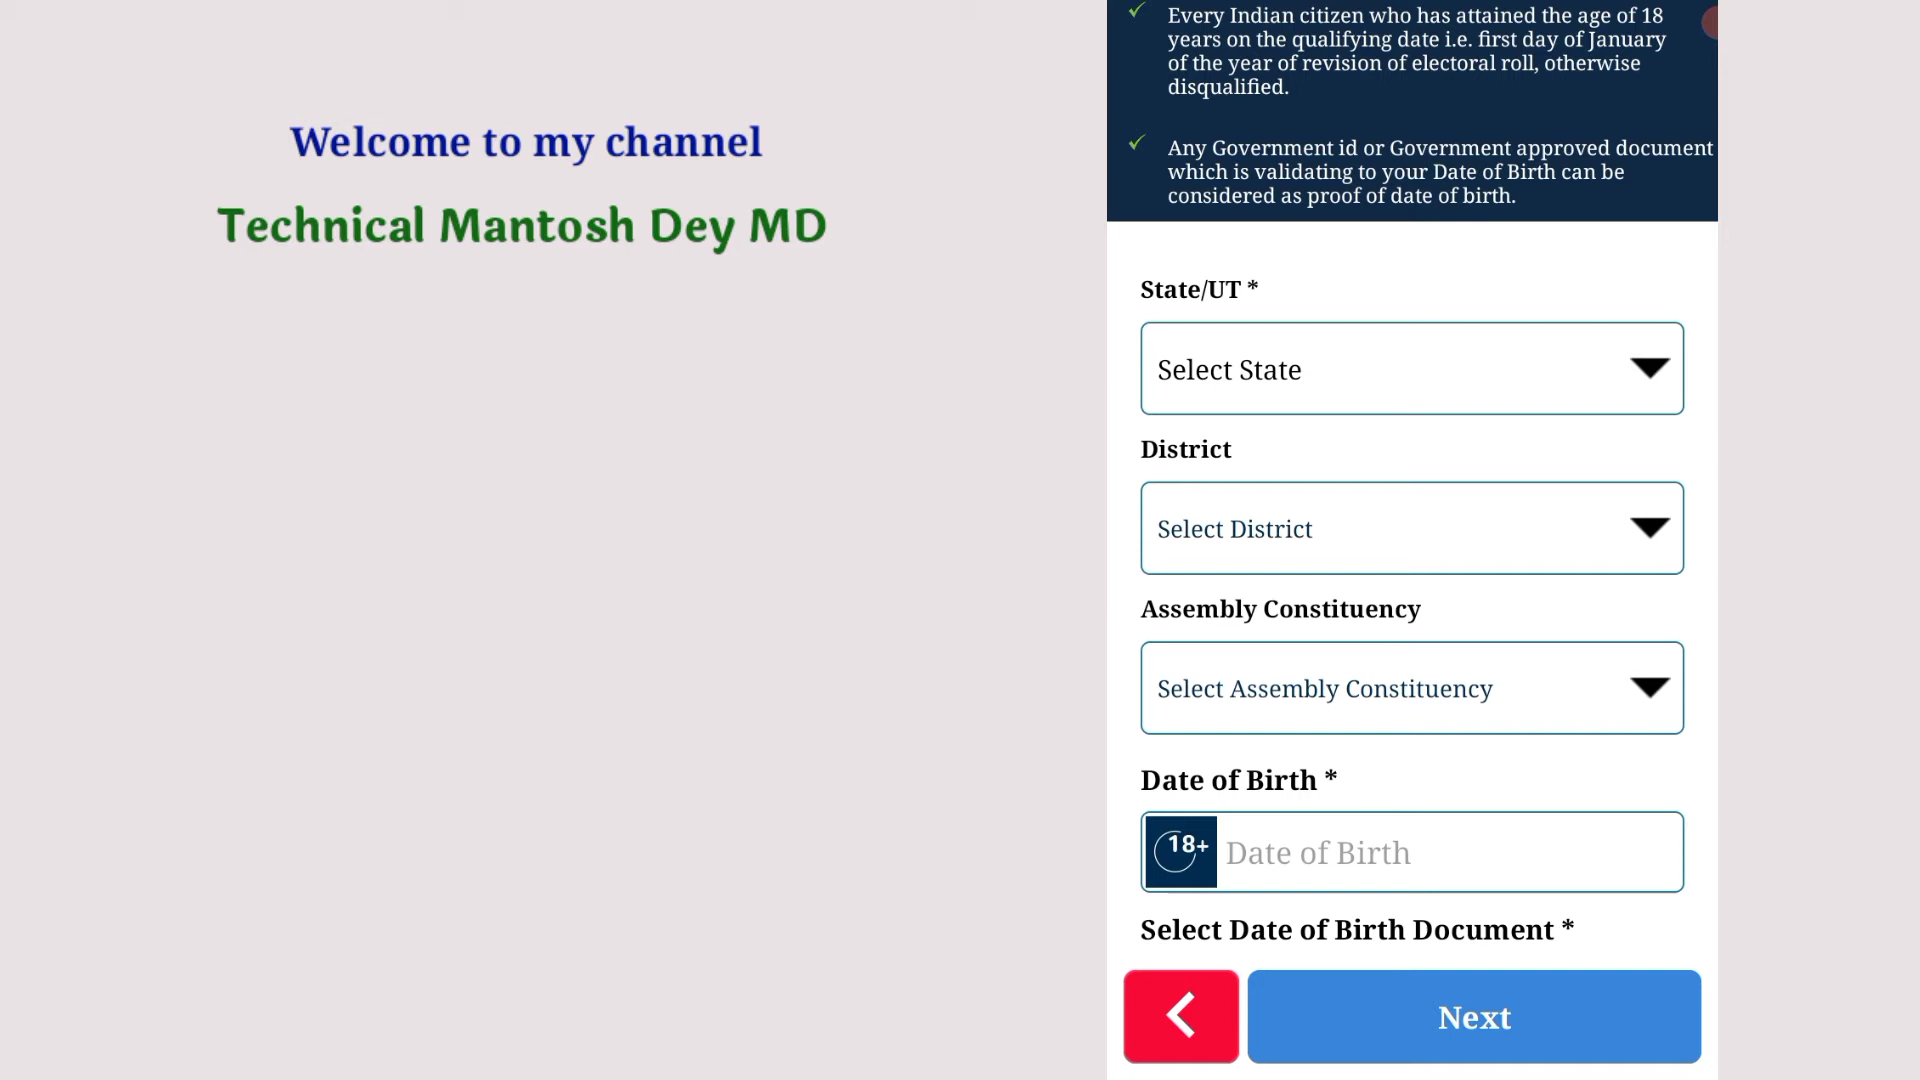 Welcome to my channel
Technical Mantosh Dey MD
Every Indian citizen who has attained the age of 18
years on the qualifying date i.e. first day of January
of the year of revision of electoral roll, otherwise
disqualified.
Any Government id or Government approved document
which is validating to your Date of Birth can be
considered as proof of date of birth.
State/UT *
Select State
District
Select District
Assembly Constituency
Select Assembly Constituency
Date of Birth *
18+ Date of Birth
Select Date of Birth Document *
Next